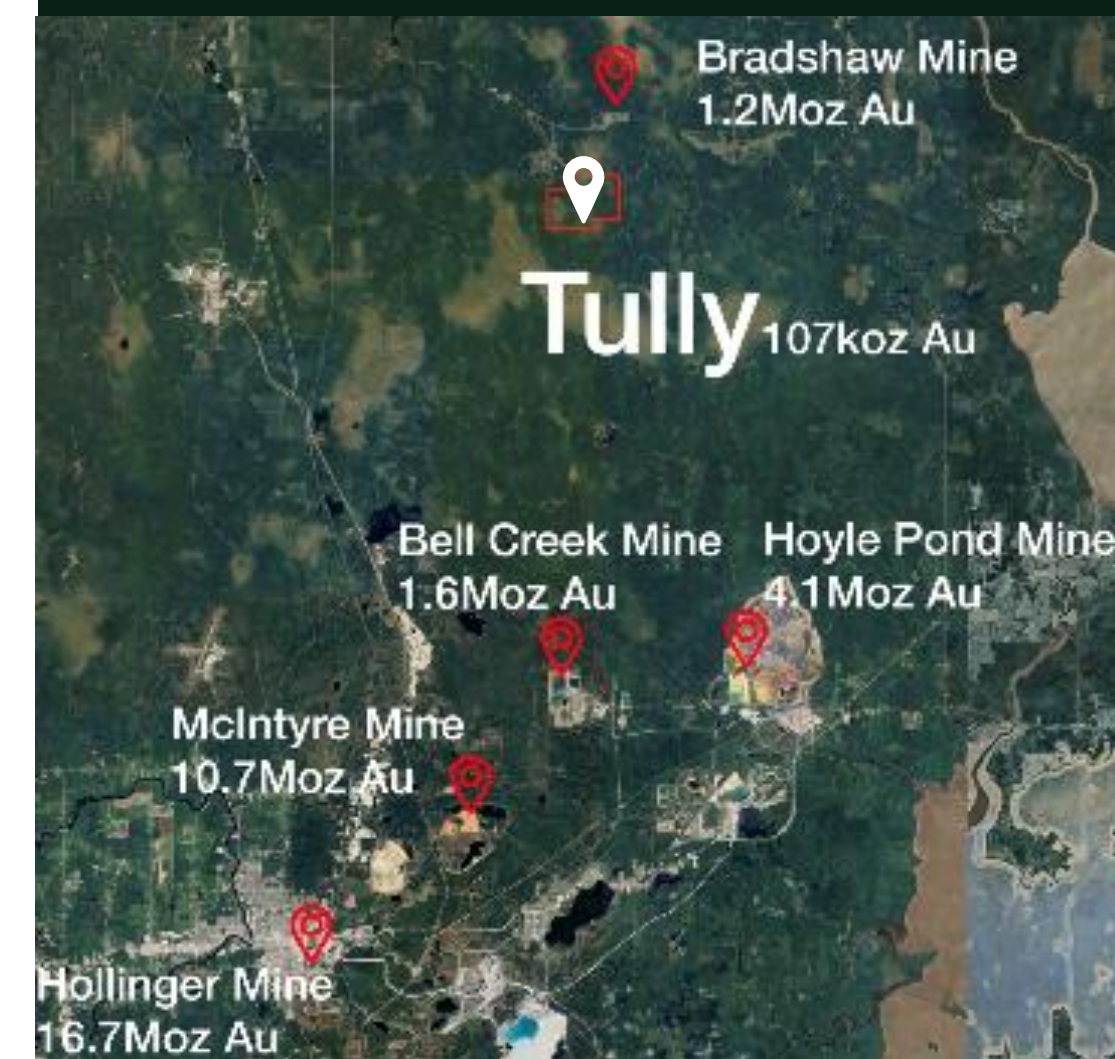 Bradshaw Mine
1.2Moz Au
Tully 107koz Au
Bell Creek Mine
1.6Moz Au
Hoyle Pond Mine
4.1Moz Au
McIntyre Mine
10.7Moz Au
Hollinger Mine
16.7Moz Au